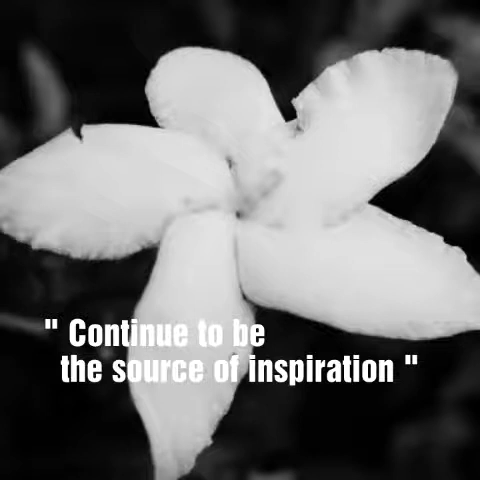 " Continue to be
the source of inspiration "